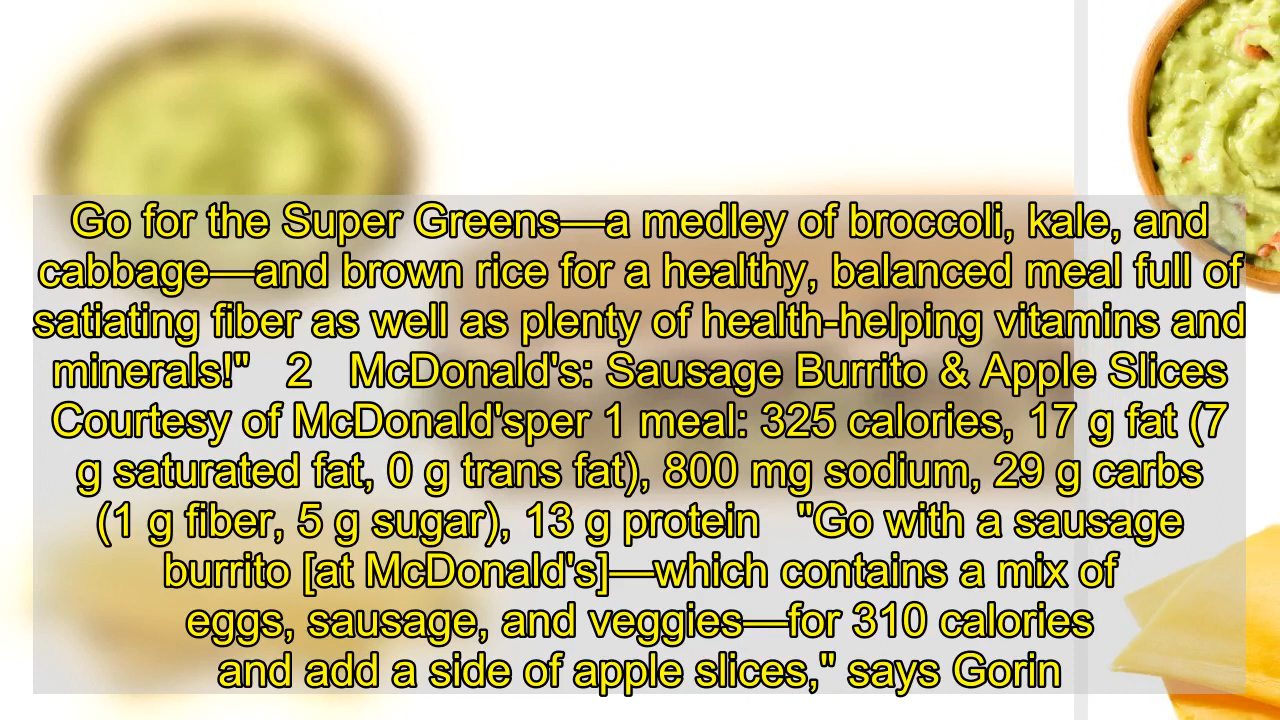 Go for the Super Greens—a medley of broccoli, kale, and
cabbage—and brown rice for a healthy, balanced meal full of
satiating fiber as well as plenty of health-helping vitamins and
minerals!"   2   McDonald's: Sausage Burrito & Apple Slices
Courtesy of McDonald'sper 1 meal: 325 calories, 17 g fat (7
g saturated fat, 0 g trans fat), 800 mg sodium, 29 g carbs
(1 g fiber, 5 g sugar), 13 g protein   "Go with a sausage
burrito [at McDonald's]—which contains a mix of
eggs, sausage, and veggies—for 310 calories
and add a side of apple slices," says Gorin